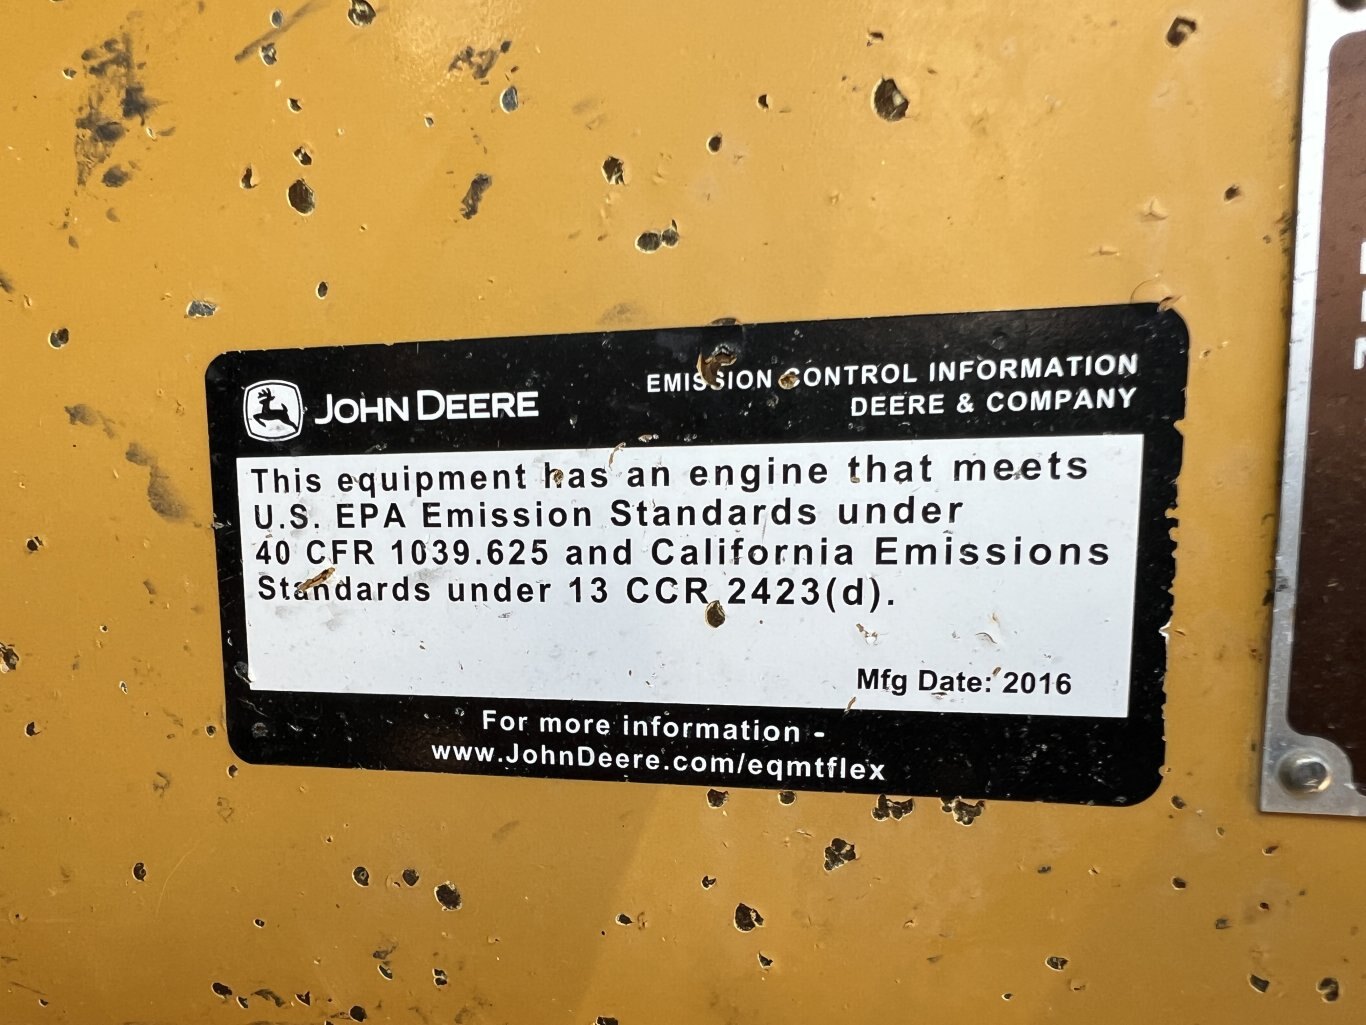 JOHN DEERE
EMISSION CONTROL INFORMATION
DEERE & COMPANY
This equipment has an engine that meets
U.S. EPA Emission Standards under
40 CFR 1039.625 and California Emissions
Standards under 13 CCR 2423(d).
Mfg Date: 2016
For more information -
www.JohnDeere.com/eqmtflex